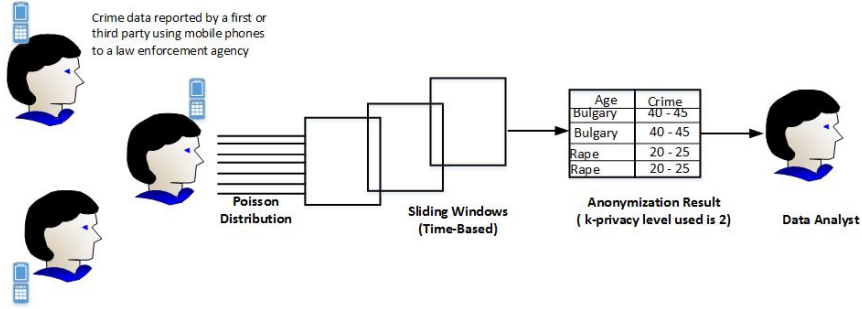 Crime data reported by a first or
third party using mobile phones
to a law enforcement agency
Poisson
Distribution
Sliding Windows
(Time-Based)
Age Crime
Bulgary 40 - 45
Bulgary 40 - 45
Rape 20 - 25
Rape 20 - 25
Anonymization Result
( k-privacy level used is 2)
Data Analyst